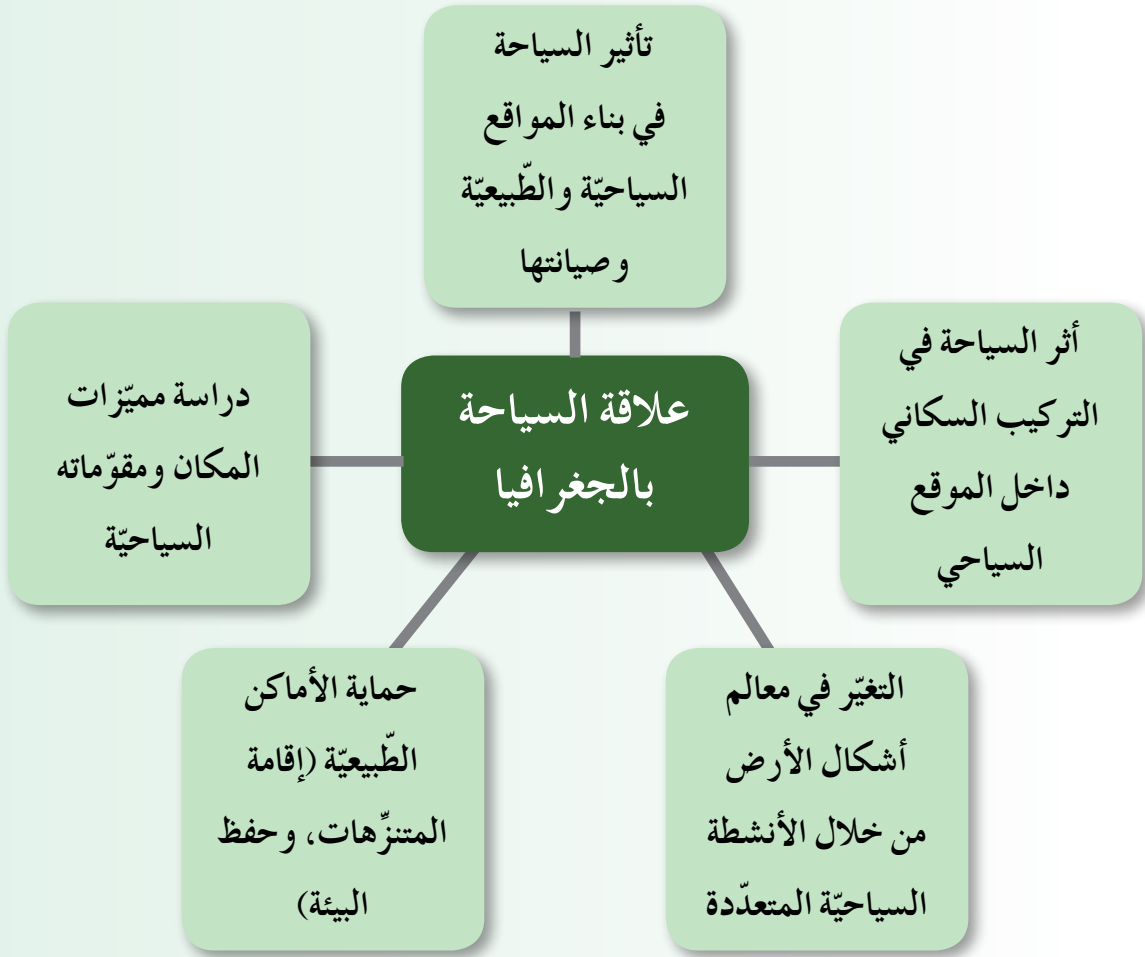 تأثير السياحة
في بناء المواقع
السياحيّة والطّبيعيّة
وصيانتها
أثر السياحة في
التركيب السكاني
داخل الموقع
السياحي
علاقة السياحة
بالجغرافيا
دراسة مميّزات
المكان ومقوّماته
السياحيّة
التغيّر في معالم
أشكال الأرض
من خلال الأنشطة
السياحيّة المتعدّدة
حماية الأماكن
الطّبيعيّة (إقامة
المتنزِّهات، وحفظ
البيئة)